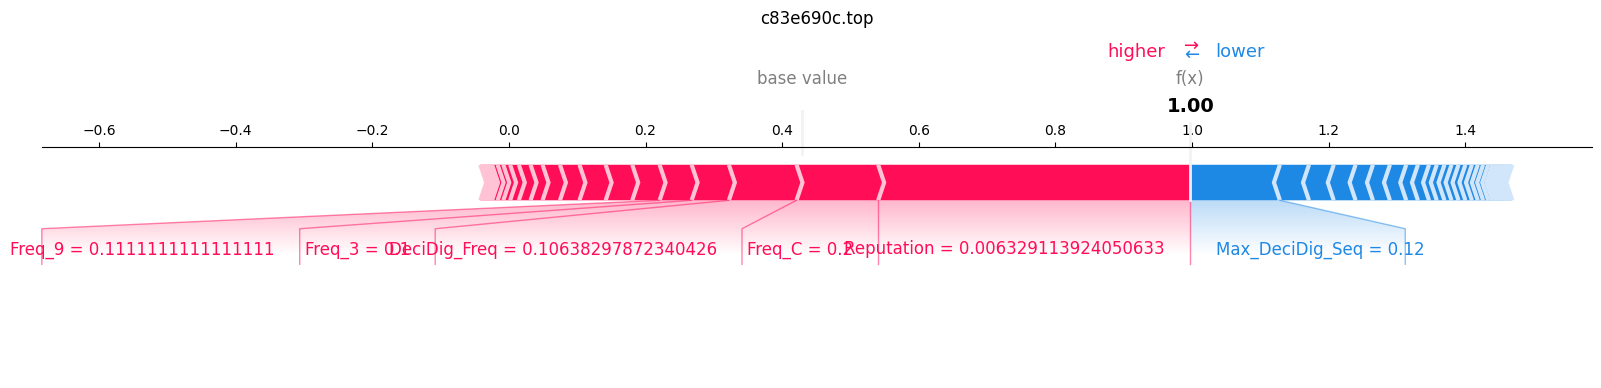 c83e690c.top
higher → ← lower
base value f(x)
1.00
−0.6 −0.4 −0.2 0.0 0.2 0.4 0.6 0.8 1.0 1.2 1.4
Freq_9 = 0.1111111111111111 Freq_3 = 0.1 DeciDig_Freq = 0.10638297872340426 Freq_C = 0.2 Reputation = 0.006329113924050633 Max_DeciDig_Seq = 0.12